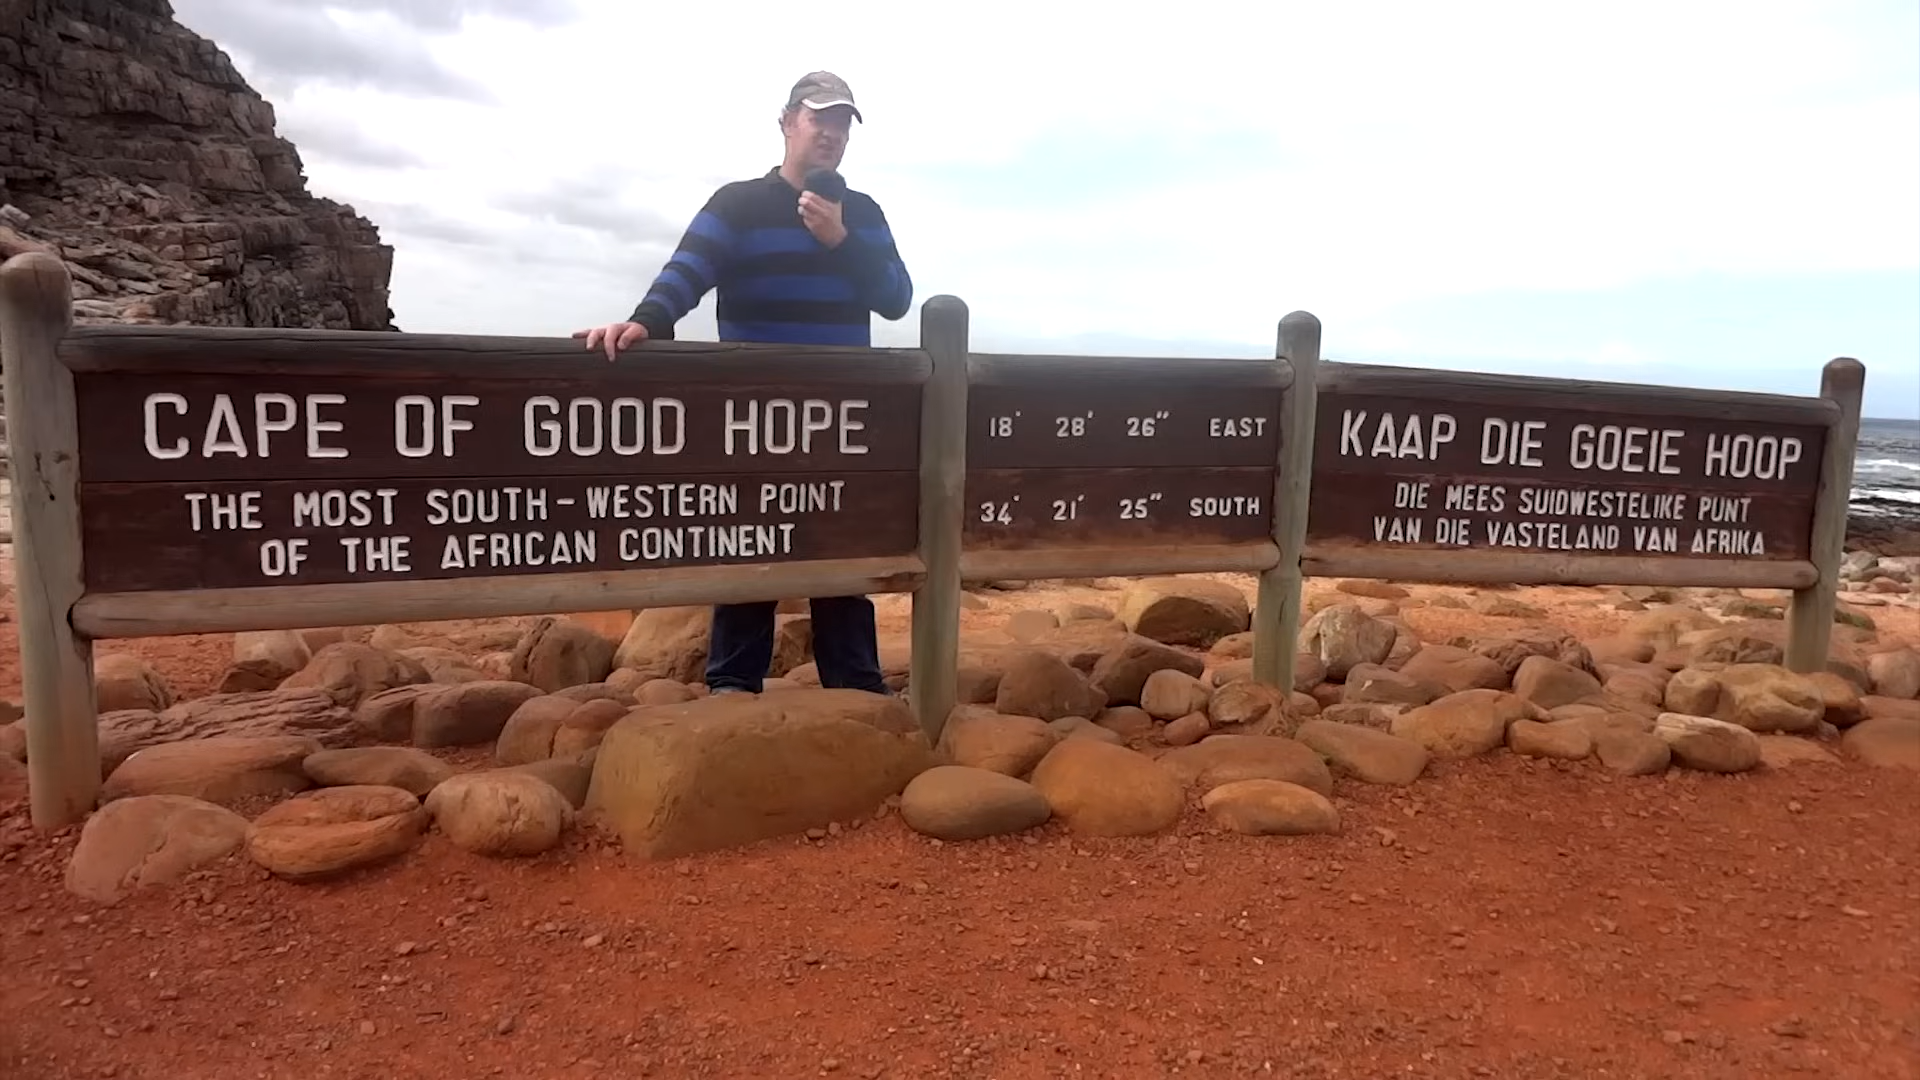 CAPE OF GOOD HOPE
THE MOST SOUTH-WESTERN POINT
OF THE AFRICAN CONTINENT
18' 28' 26" EAST
34' 21' 25" SOUTH
KAAP DIE GOEIE HOOP
DIE MEES SUIDWESTELIKE PUNT
VAN DIE VASTELAND VAN AFRIKA